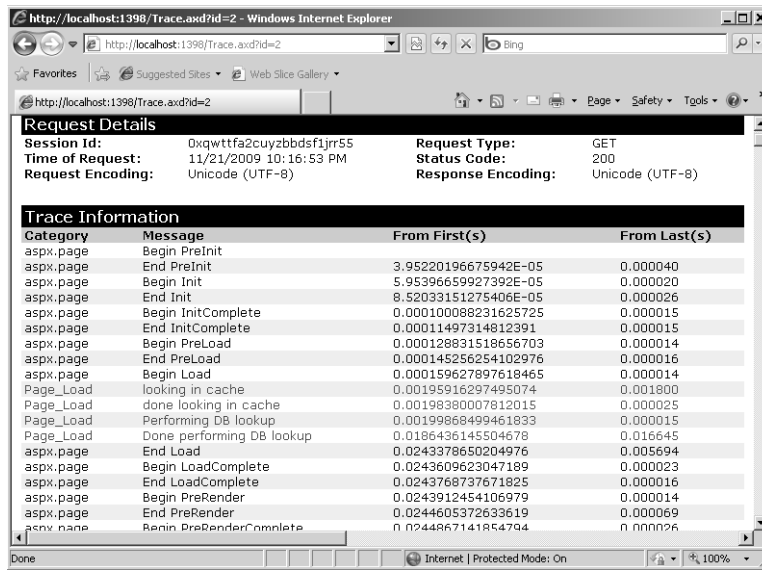 http://localhost:1398/Trace.axd?id=2 - Windows Internet Explorer
http://localhost:1398/Trace.axd?id=2
Bing
Favorites Suggested Sites Web Slice Gallery
http://localhost:1398/Trace.axd?id=2 Page Safety Tools
Request Details
Session Id: 0xqwttfa2cuyzbbdsf1jrr55 Request Type: GET
Time of Request: 11/21/2009 10:16:53 PM Status Code: 200
Request Encoding: Unicode (UTF-8) Response Encoding: Unicode (UTF-8)
Trace Information
Category Message From First(s) From Last(s)
aspx.page Begin PreInit
aspx.page End PreInit 3.95220196675942E-05 0.000040
aspx.page Begin Init 5.95396659927392E-05 0.000020
aspx.page End Init 8.52033151275406E-05 0.000026
aspx.page Begin InitComplete 0.000100088231625725 0.000015
aspx.page End InitComplete 0.00011497314812391 0.000015
aspx.page Begin PreLoad 0.000128831518656703 0.000014
aspx.page End PreLoad 0.000145256254102976 0.000016
aspx.page Begin Load 0.000159627897618465 0.000014
Page_Load looking in cache 0.00195916297495074 0.001800
Page_Load done looking in cache 0.00198380007812015 0.000025
Page_Load Performing DB lookup 0.00199868499461833 0.000015
Page_Load Done performing DB lookup 0.0186436145504678 0.016645
aspx.page End Load 0.0243378650204976 0.005694
aspx.page Begin LoadComplete 0.0243609623047189 0.000023
aspx.page End LoadComplete 0.0243768737671825 0.000016
aspx.page Begin PreRender 0.0243912454106979 0.000014
aspx.page End PreRender 0.0244605372633619 0.000069
aspx.page Begin PreRenderComplete 0.0244867141854794 0.000026
Done Internet | Protected Mode: On 100%